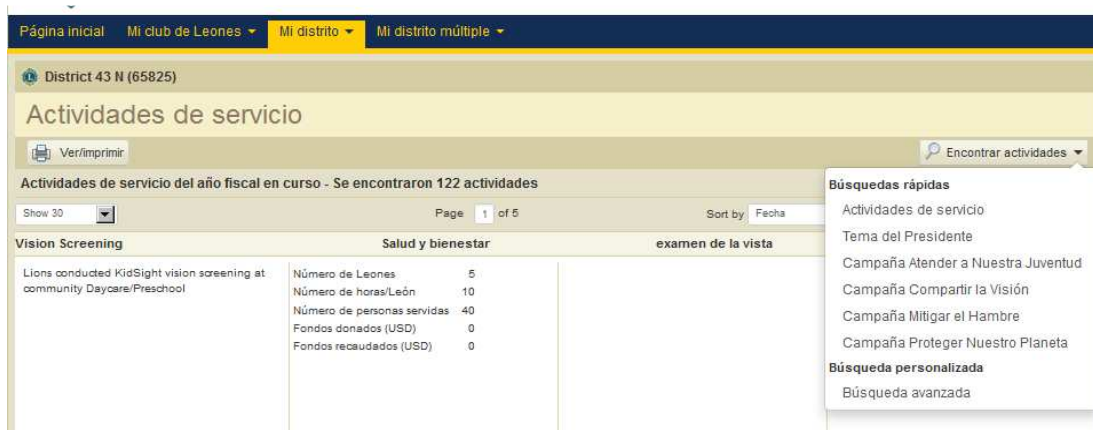 Página inicial Mi club de Leones Mi distrito Mi distrito múltiple
District 43 N (65825)
Actividades de servicio
Ver/imprimir Encontrar actividades
Actividades de servicio del año fiscal en curso - Se encontraron 122 actividades
Show 30 Page 1 of 5 Sort by Fecha
Vision Screening Salud y bienestar examen de la vista
Lions conducted KidSight vision screening at
community Daycare/Preschool
Número de Leones 5
Número de horas/León 10
Número de personas servidas 40
Fondos donados (USD) 0
Fondos recaudados (USD) 0
Búsquedas rápidas
Actividades de servicio
Tema del Presidente
Campaña Atender a Nuestra Juventud
Campaña Compartir la Visión
Campaña Mitigar el Hambre
Campaña Proteger Nuestro Planeta
Búsqueda personalizada
Búsqueda avanzada